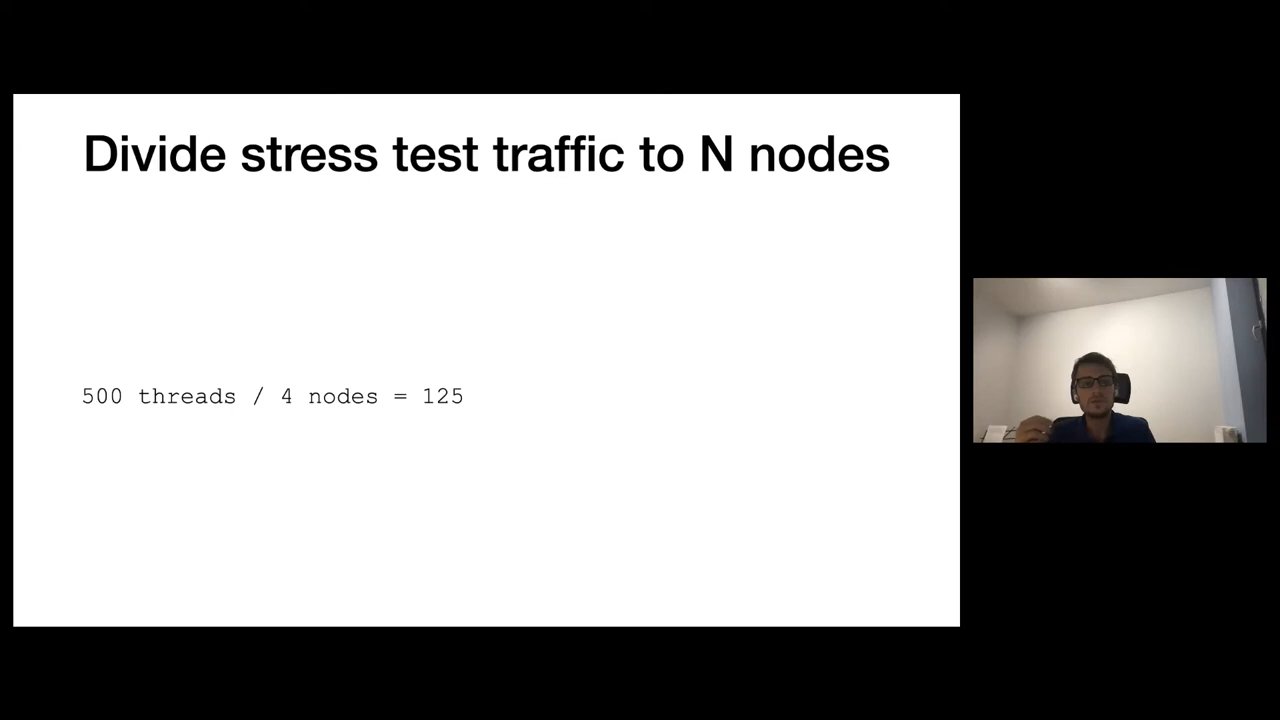 Divide stress test traffic to N nodes
500 threads / 4 nodes = 125